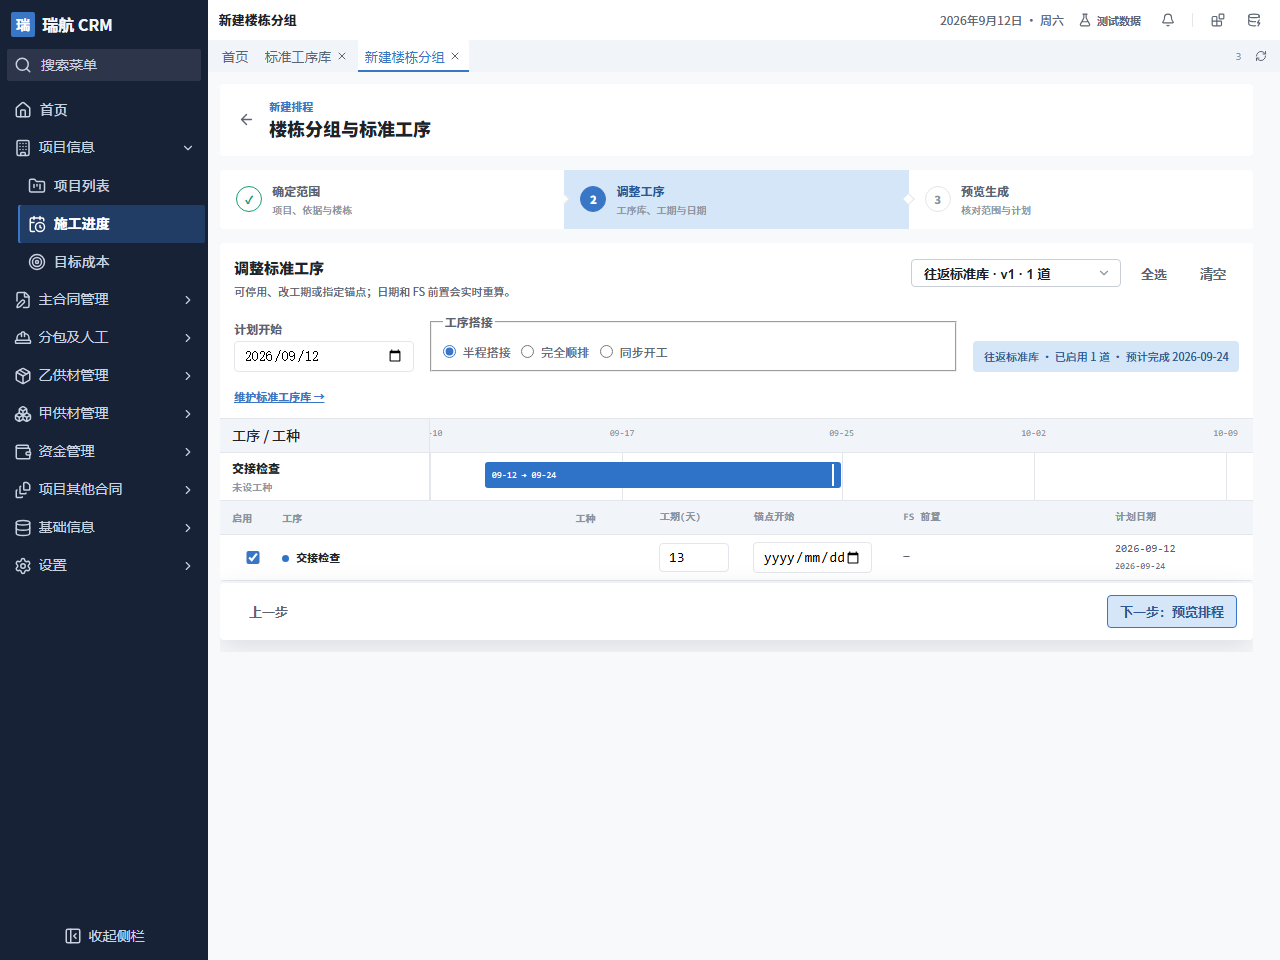 瑞 瑞航 CRM
搜索菜单
首页
项目信息
项目列表
施工进度
目标成本
主合同管理
分包及人工
乙供材管理
甲供材管理
资金管理
项目其他合同
基础信息
设置
收起侧栏
新建楼栋分组
2026年9月12日 · 周六 测试数据
首页 标准工序库 × 新建楼栋分组 ×
3
新建排程
楼栋分组与标准工序
✓ 确定范围
项目、依据与楼栋
2 调整工序
工序库、工期与日期
3 预览生成
核对范围与计划
调整标准工序
可停用、改工期或指定锚点；日期和 FS 前置会实时重算。
往返标准库 · v1 · 1 道 全选 清空
计划开始
2026/09/12
工序搭接
半程搭接 完全顺排 同步开工
往返标准库 · 已启用 1 道 · 预计完成 2026-09-24
维护标准工序库 →
工序 / 工种 -10 09-17 09-25 10-02 10-09
交接检查
未设工种
09-12 → 09-24
启用 工序 工种 工期(天) 锚点开始 FS 前置 计划日期
交接检查 13 yyyy/mm/dd — 2026-09-12
2026-09-24
上一步 下一步：预览排程